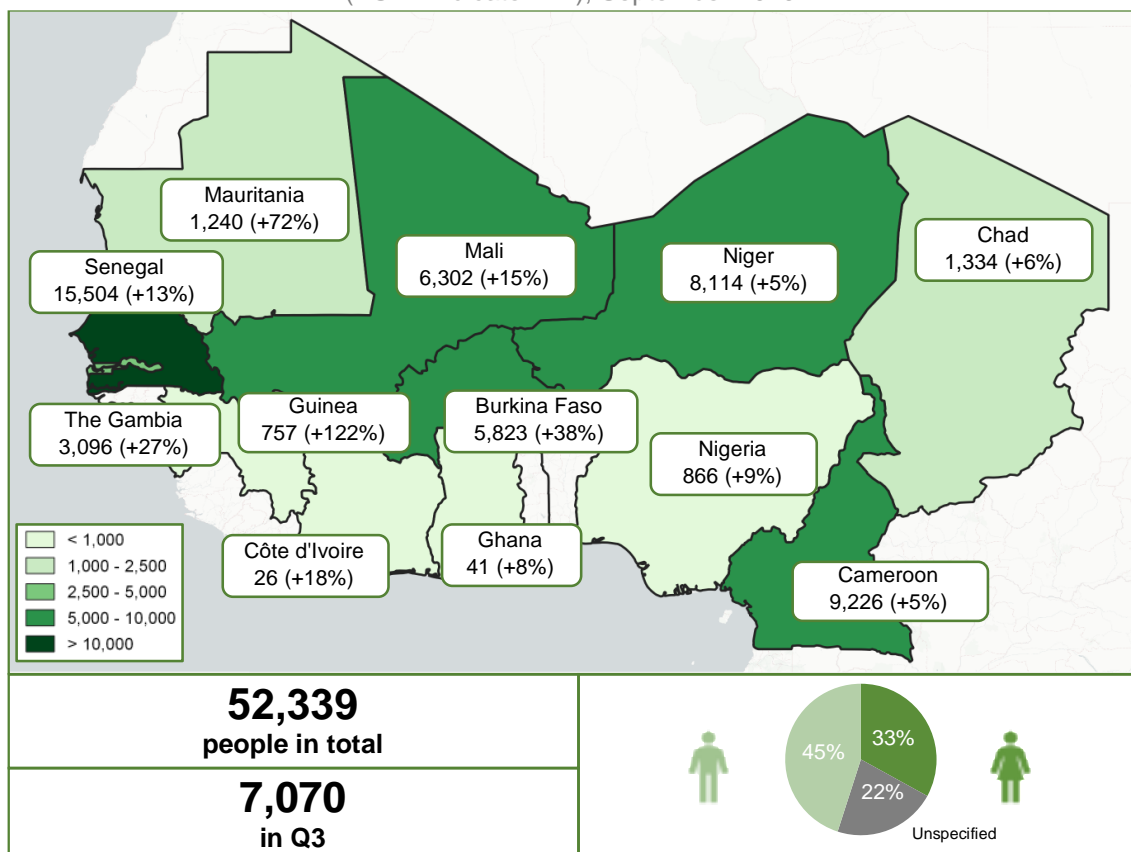 Mauritania
1,240 (+72%)
Mali
6,302 (+15%)
Niger
8,114 (+5%)
Chad
1,334 (+6%)
Senegal
15,504 (+13%)
The Gambia
3,096 (+27%)
Guinea
757 (+122%)
Burkina Faso
5,823 (+38%)
Nigeria
866 (+9%)
Côte d'Ivoire
26 (+18%)
Ghana
41 (+8%)
Cameroon
9,226 (+5%)
< 1,000
1,000 - 2,500
2,500 - 5,000
5,000 - 10,000
> 10,000
52,339
people in total
7,070
in Q3
45%
33%
22%
Unspecified